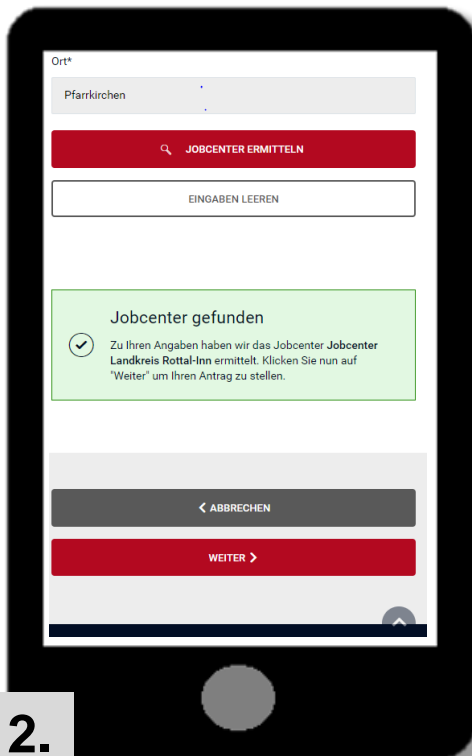 Ort*
Pfarrkirchen
JOBCENTER ERMITTELN
EINGABEN LEEREN
Jobcenter gefunden
Zu Ihren Angaben haben wir das Jobcenter Jobcenter
Landkreis Rottal-Inn ermittelt. Klicken Sie nun auf
"Weiter" um Ihren Antrag zu stellen.
ABBRECHEN
WEITER
2.